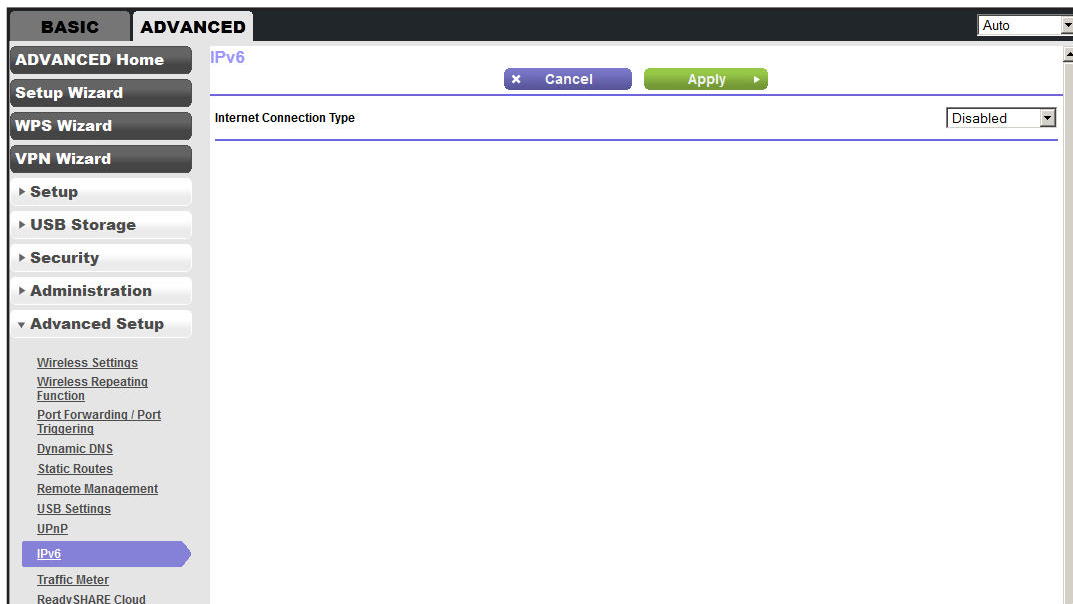 BASIC
ADVANCED
Auto
ADVANCED Home
Setup Wizard
WPS Wizard
VPN Wizard
Setup
USB Storage
Security
Administration
Advanced Setup
Wireless Settings
Wireless Repeating
Function
Port Forwarding / Port
Triggering
Dynamic DNS
Static Routes
Remote Management
USB Settings
UPnP
IPv6
Traffic Meter
ReadySHARE Cloud
IPv6
Cancel
Apply
Internet Connection Type
Disabled